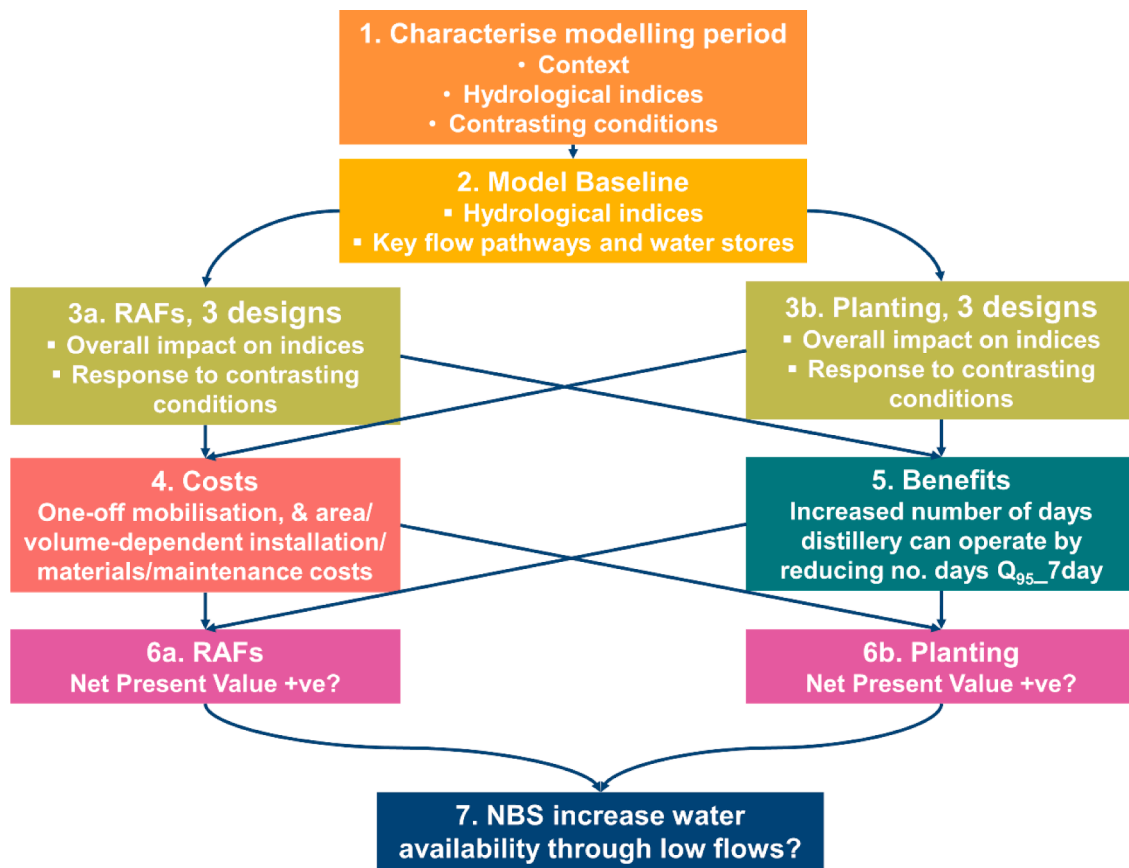 1. Characterise modelling period
• Context
• Hydrological indices
• Contrasting conditions
2. Model Baseline
▪ Hydrological indices
▪ Key flow pathways and water stores
3a. RAFs, 3 designs
▪ Overall impact on indices
▪ Response to contrasting
conditions
3b. Planting, 3 designs
▪ Overall impact on indices
▪ Response to contrasting
conditions
4. Costs
One-off mobilisation, & area/
volume-dependent installation/
materials/maintenance costs
5. Benefits
Increased number of days
distillery can operate by
reducing no. days Q₉₅_7day
6a. RAFs
Net Present Value +ve?
6b. Planting
Net Present Value +ve?
7. NBS increase water
availability through low flows?